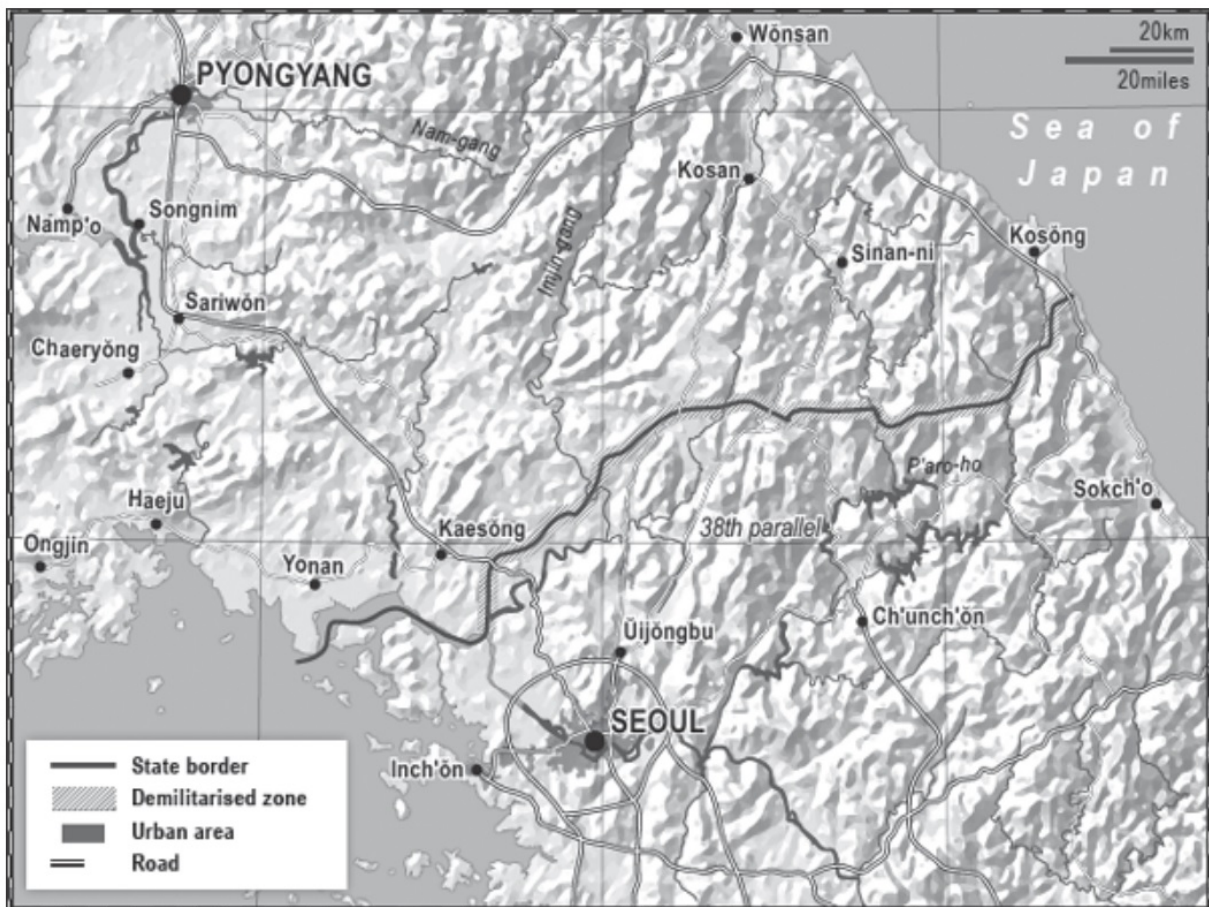 Wŏnsan
20km
20miles
PYONGYANG
Sea of
Japan
Nam-gang
Kosan
Namp'o
Songnim
Imjin-gang
Sinan-ni
Kosŏng
Sariwŏn
Chaeryŏng
P'aro-ho
Haeju
Sokch'o
Kaesŏng
38th parallel
Ongjin
Yonan
Ch'unch'ŏn
Ŭijŏngbu
SEOUL
Inch'ŏn
State border
Demilitarised zone
Urban area
Road